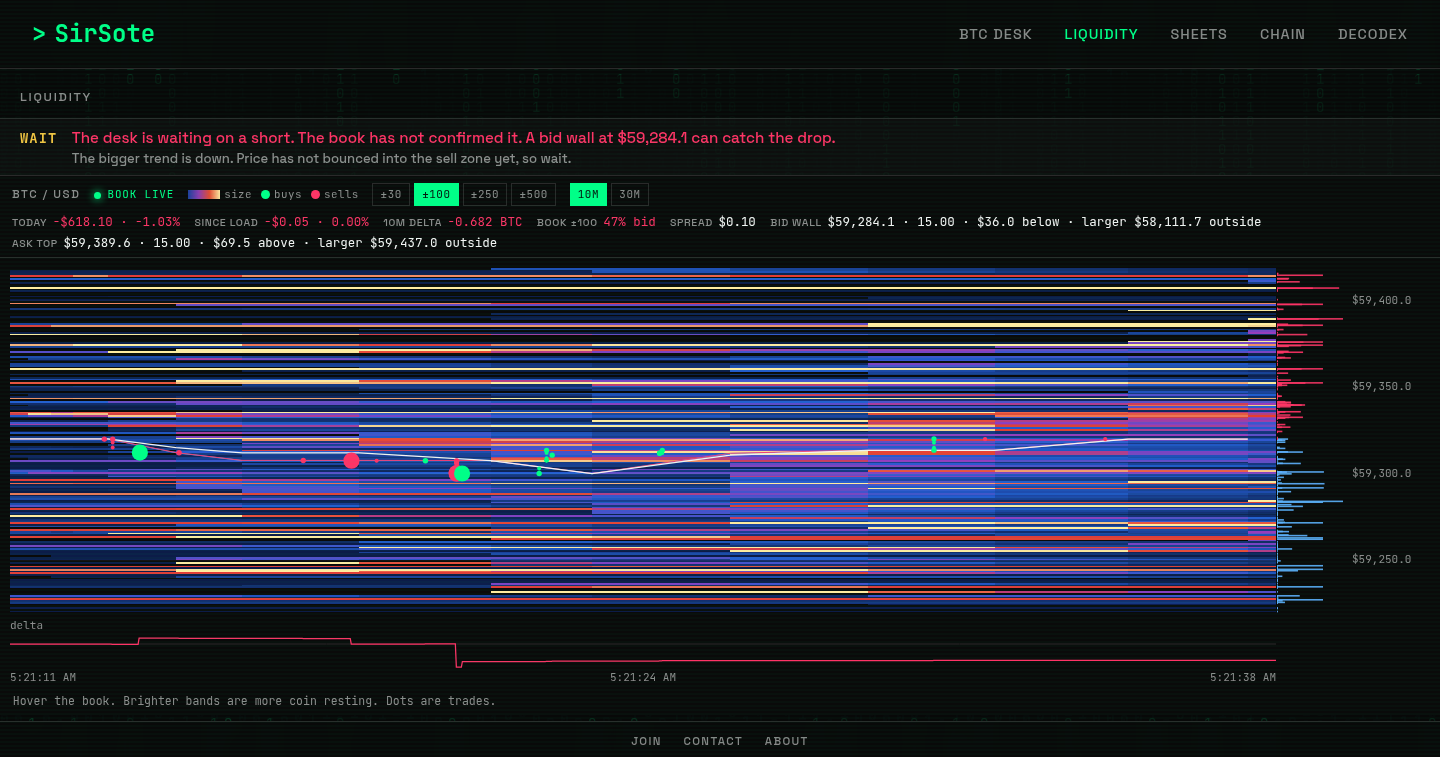 > SirSote
BTC DESK LIQUIDITY SHEETS CHAIN DECODEX
LIQUIDITY
WAIT The desk is waiting on a short. The book has not confirmed it. A bid wall at $59,284.1 can catch the drop.
The bigger trend is down. Price has not bounced into the sell zone yet, so wait.
BTC / USD BOOK LIVE size buys sells ±30 ±100 ±250 ±500 10M 30M
TODAY -$618.10 · -1.03% SINCE LOAD -$0.05 · 0.00% 10M DELTA -0.682 BTC BOOK ±100 47% bid SPREAD $0.10 BID WALL $59,284.1 · 15.00 · $36.0 below · larger $58,111.7 outside
ASK TOP $59,389.6 · 15.00 · $69.5 above · larger $59,437.0 outside
$59,400.0
$59,350.0
$59,300.0
$59,250.0
delta
5:21:11 AM 5:21:24 AM 5:21:38 AM
Hover the book. Brighter bands are more coin resting. Dots are trades.
JOIN CONTACT ABOUT